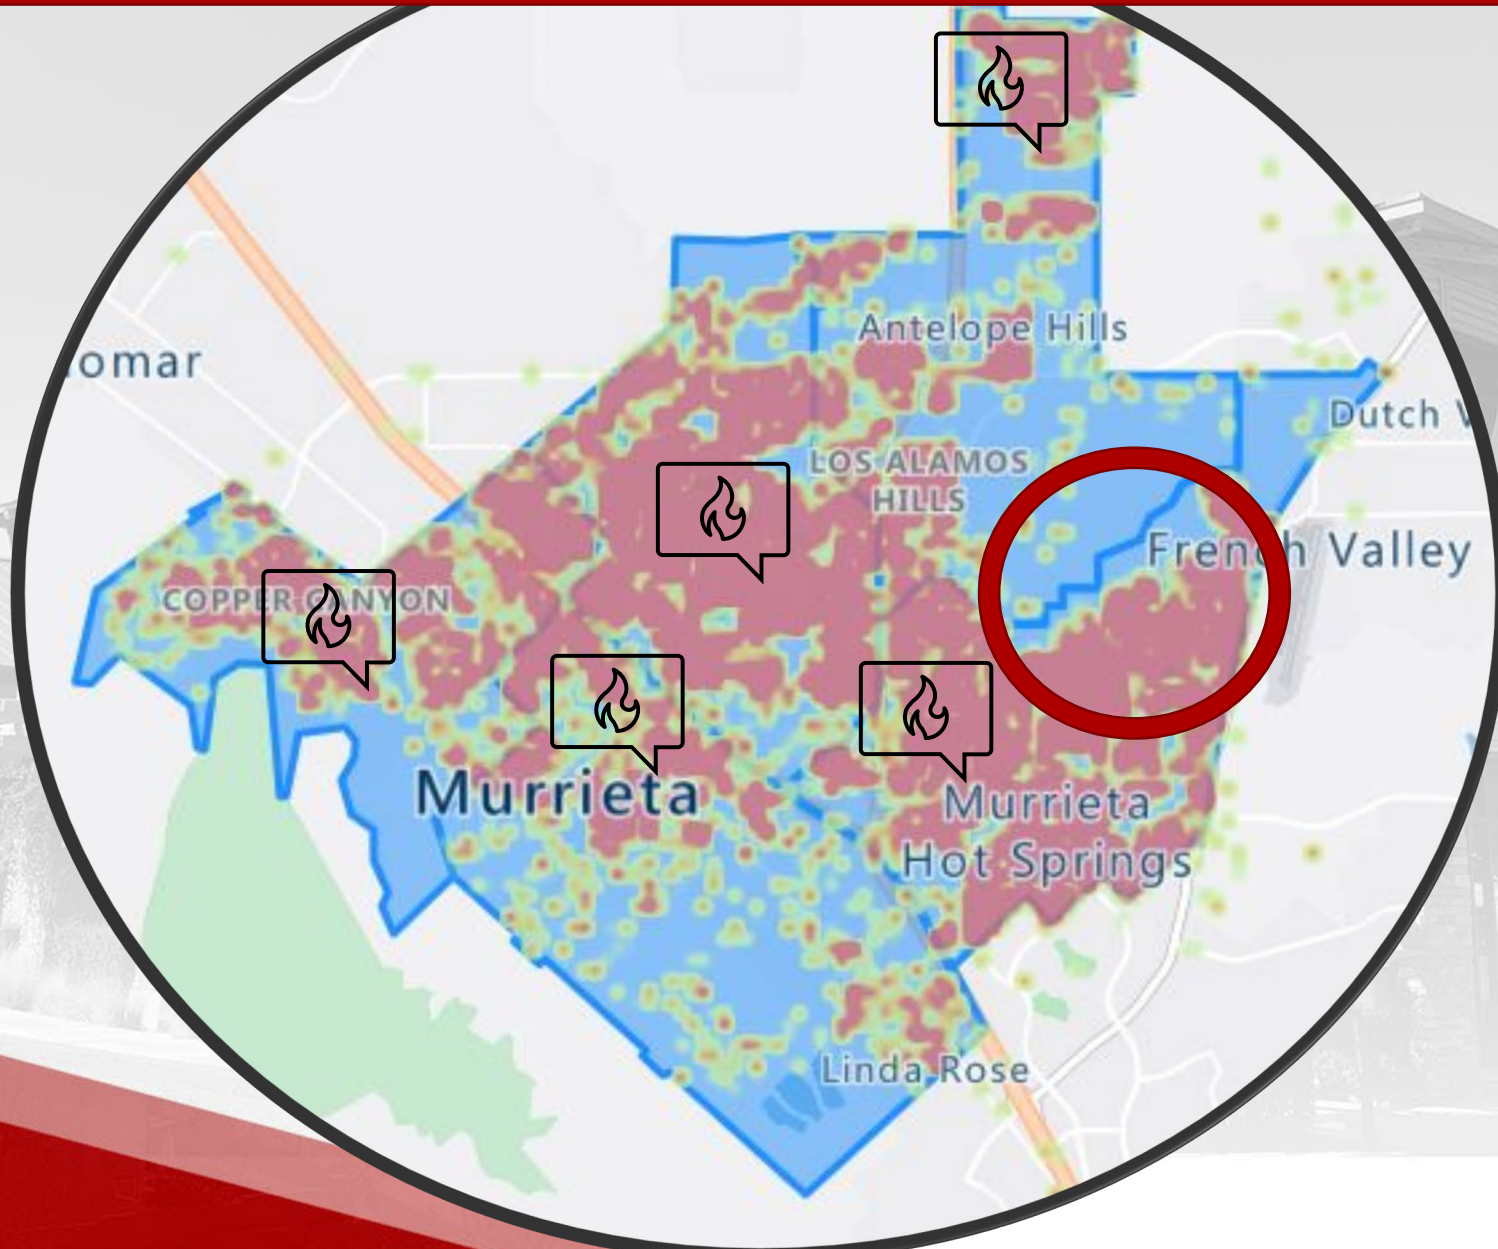 Antelope Hills
omar
Dutch V
LOS ALAMOS
HILLS
French Valley
COPPER CANYON
Murrieta
Murrieta
Hot Springs
Linda Rose